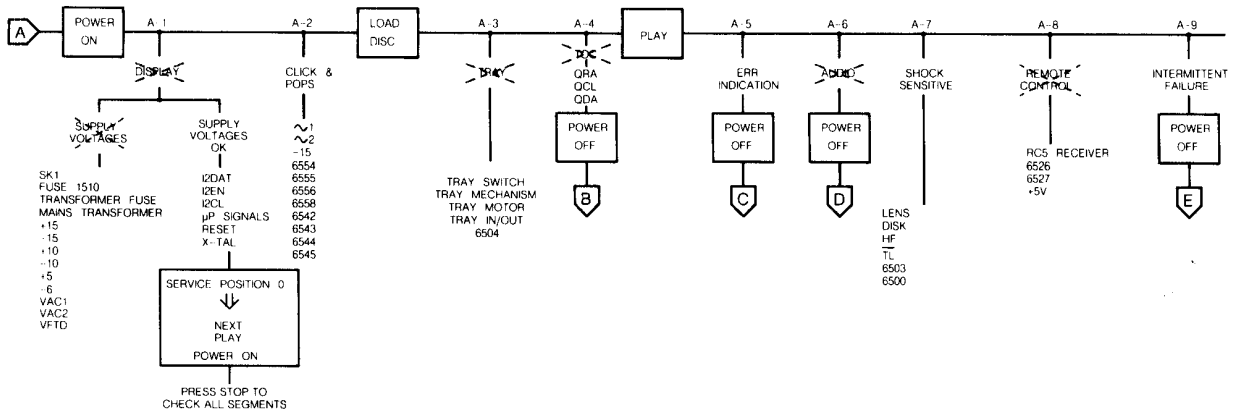 A
POWER ON
A-1
A-2
LOAD DISC
A-3
A-4
PLAY
A-5
A-6
A-7
A-8
A-9
DISPLAY
SUPPLY
VOLTAGES
SK1
FUSE 1510
TRANSFORMER FUSE
MAINS TRANSFORMER
+15
-15
+10
-10
+5
-6
VAC1
VAC2
VFTD
SUPPLY
VOLTAGES
OK
I2DAT
I2EN
I2CL
µP SIGNALS
RESET
X-TAL
SERVICE POSITION 0
⇓
NEXT
PLAY
POWER ON
PRESS STOP TO
CHECK ALL SEGMENTS
CLICK &
POPS
~1
~2
-15
6554
6555
6556
6558
6542
6543
6544
6545
TRAY
TRAY SWITCH
TRAY MECHANISM
TRAY MOTOR
TRAY IN/OUT
6504
TOC
QRA
QCL
QDA
POWER
OFF
B
ERR
INDICATION
POWER
OFF
C
AUDIO
POWER
OFF
D
SHOCK
SENSITIVE
LENS
DISK
HF
TL
6503
6500
REMOTE
CONTROL
RC5 RECEIVER
6526
6527
+5V
INTERMITTENT
FAILURE
POWER
OFF
E